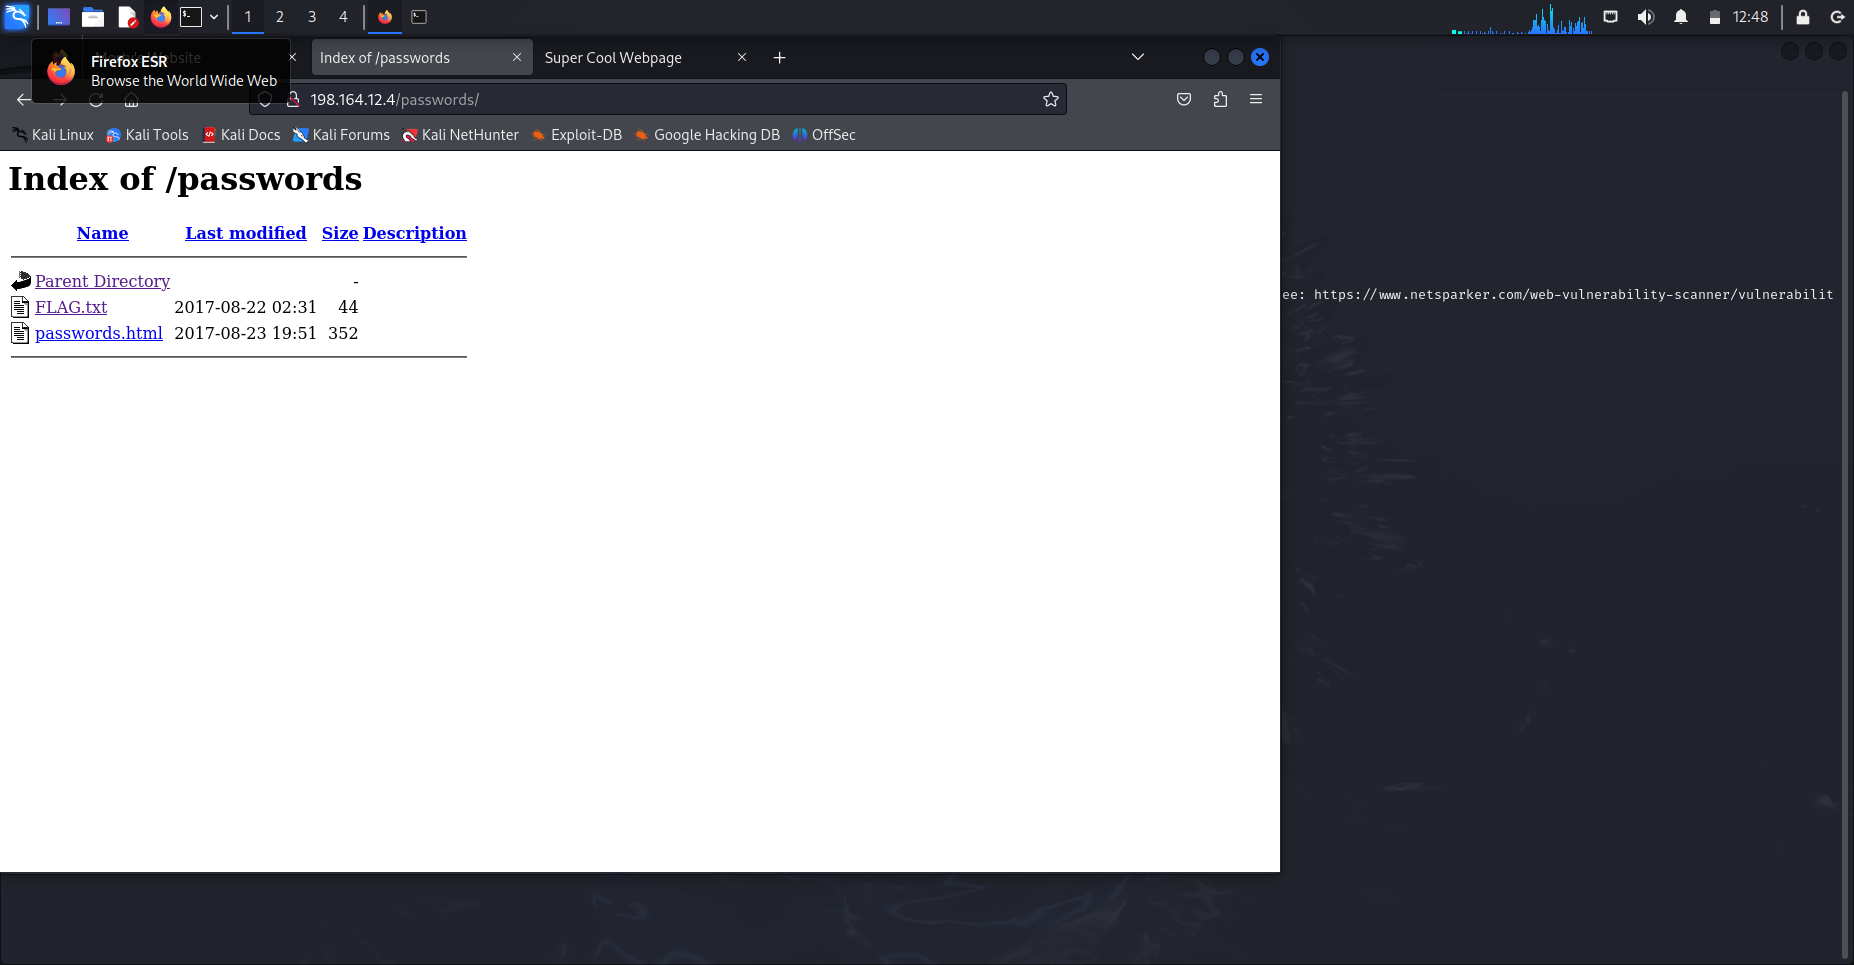 1 2 3 4 12:48
Index of /passwords Super Cool Webpage
Firefox ESR
Browse the World Wide Web
198.164.12.4/passwords/
Kali Linux Kali Tools Kali Docs Kali Forums Kali NetHunter Exploit-DB Google Hacking DB OffSec
Index of /passwords
Name Last modified Size Description
Parent Directory -
ee: https://www.netsparker.com/web-vulnerability-scanner/vulnerabilit
FLAG.txt 2017-08-22 02:31 44
passwords.html 2017-08-23 19:51 352